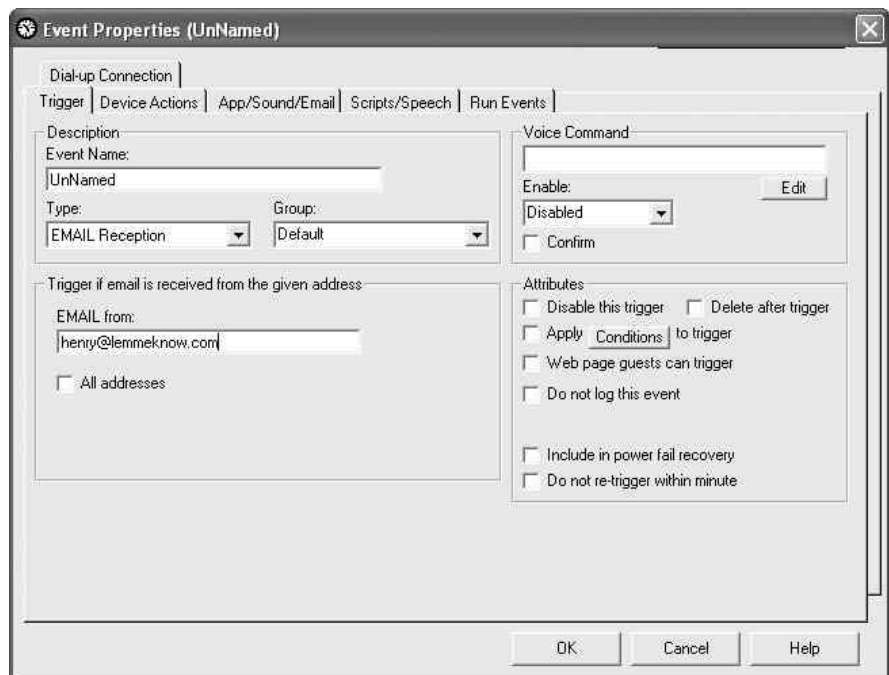 Event Properties (UnNamed)
Dial-up Connection
Trigger Device Actions App/Sound/Email Scripts/Speech Run Events
Description
Event Name:
UnNamed
Type: Group:
EMAIL Reception Default
Voice Command
Enable: Edit
Disabled
Confirm
Trigger if email is received from the given address
EMAIL from:
henry@lemmeknow.com
All addresses
Attributes
Disable this trigger Delete after trigger
Apply Conditions to trigger
Web page guests can trigger
Do not log this event
Include in power fail recovery
Do not re-trigger within minute
OK Cancel Help